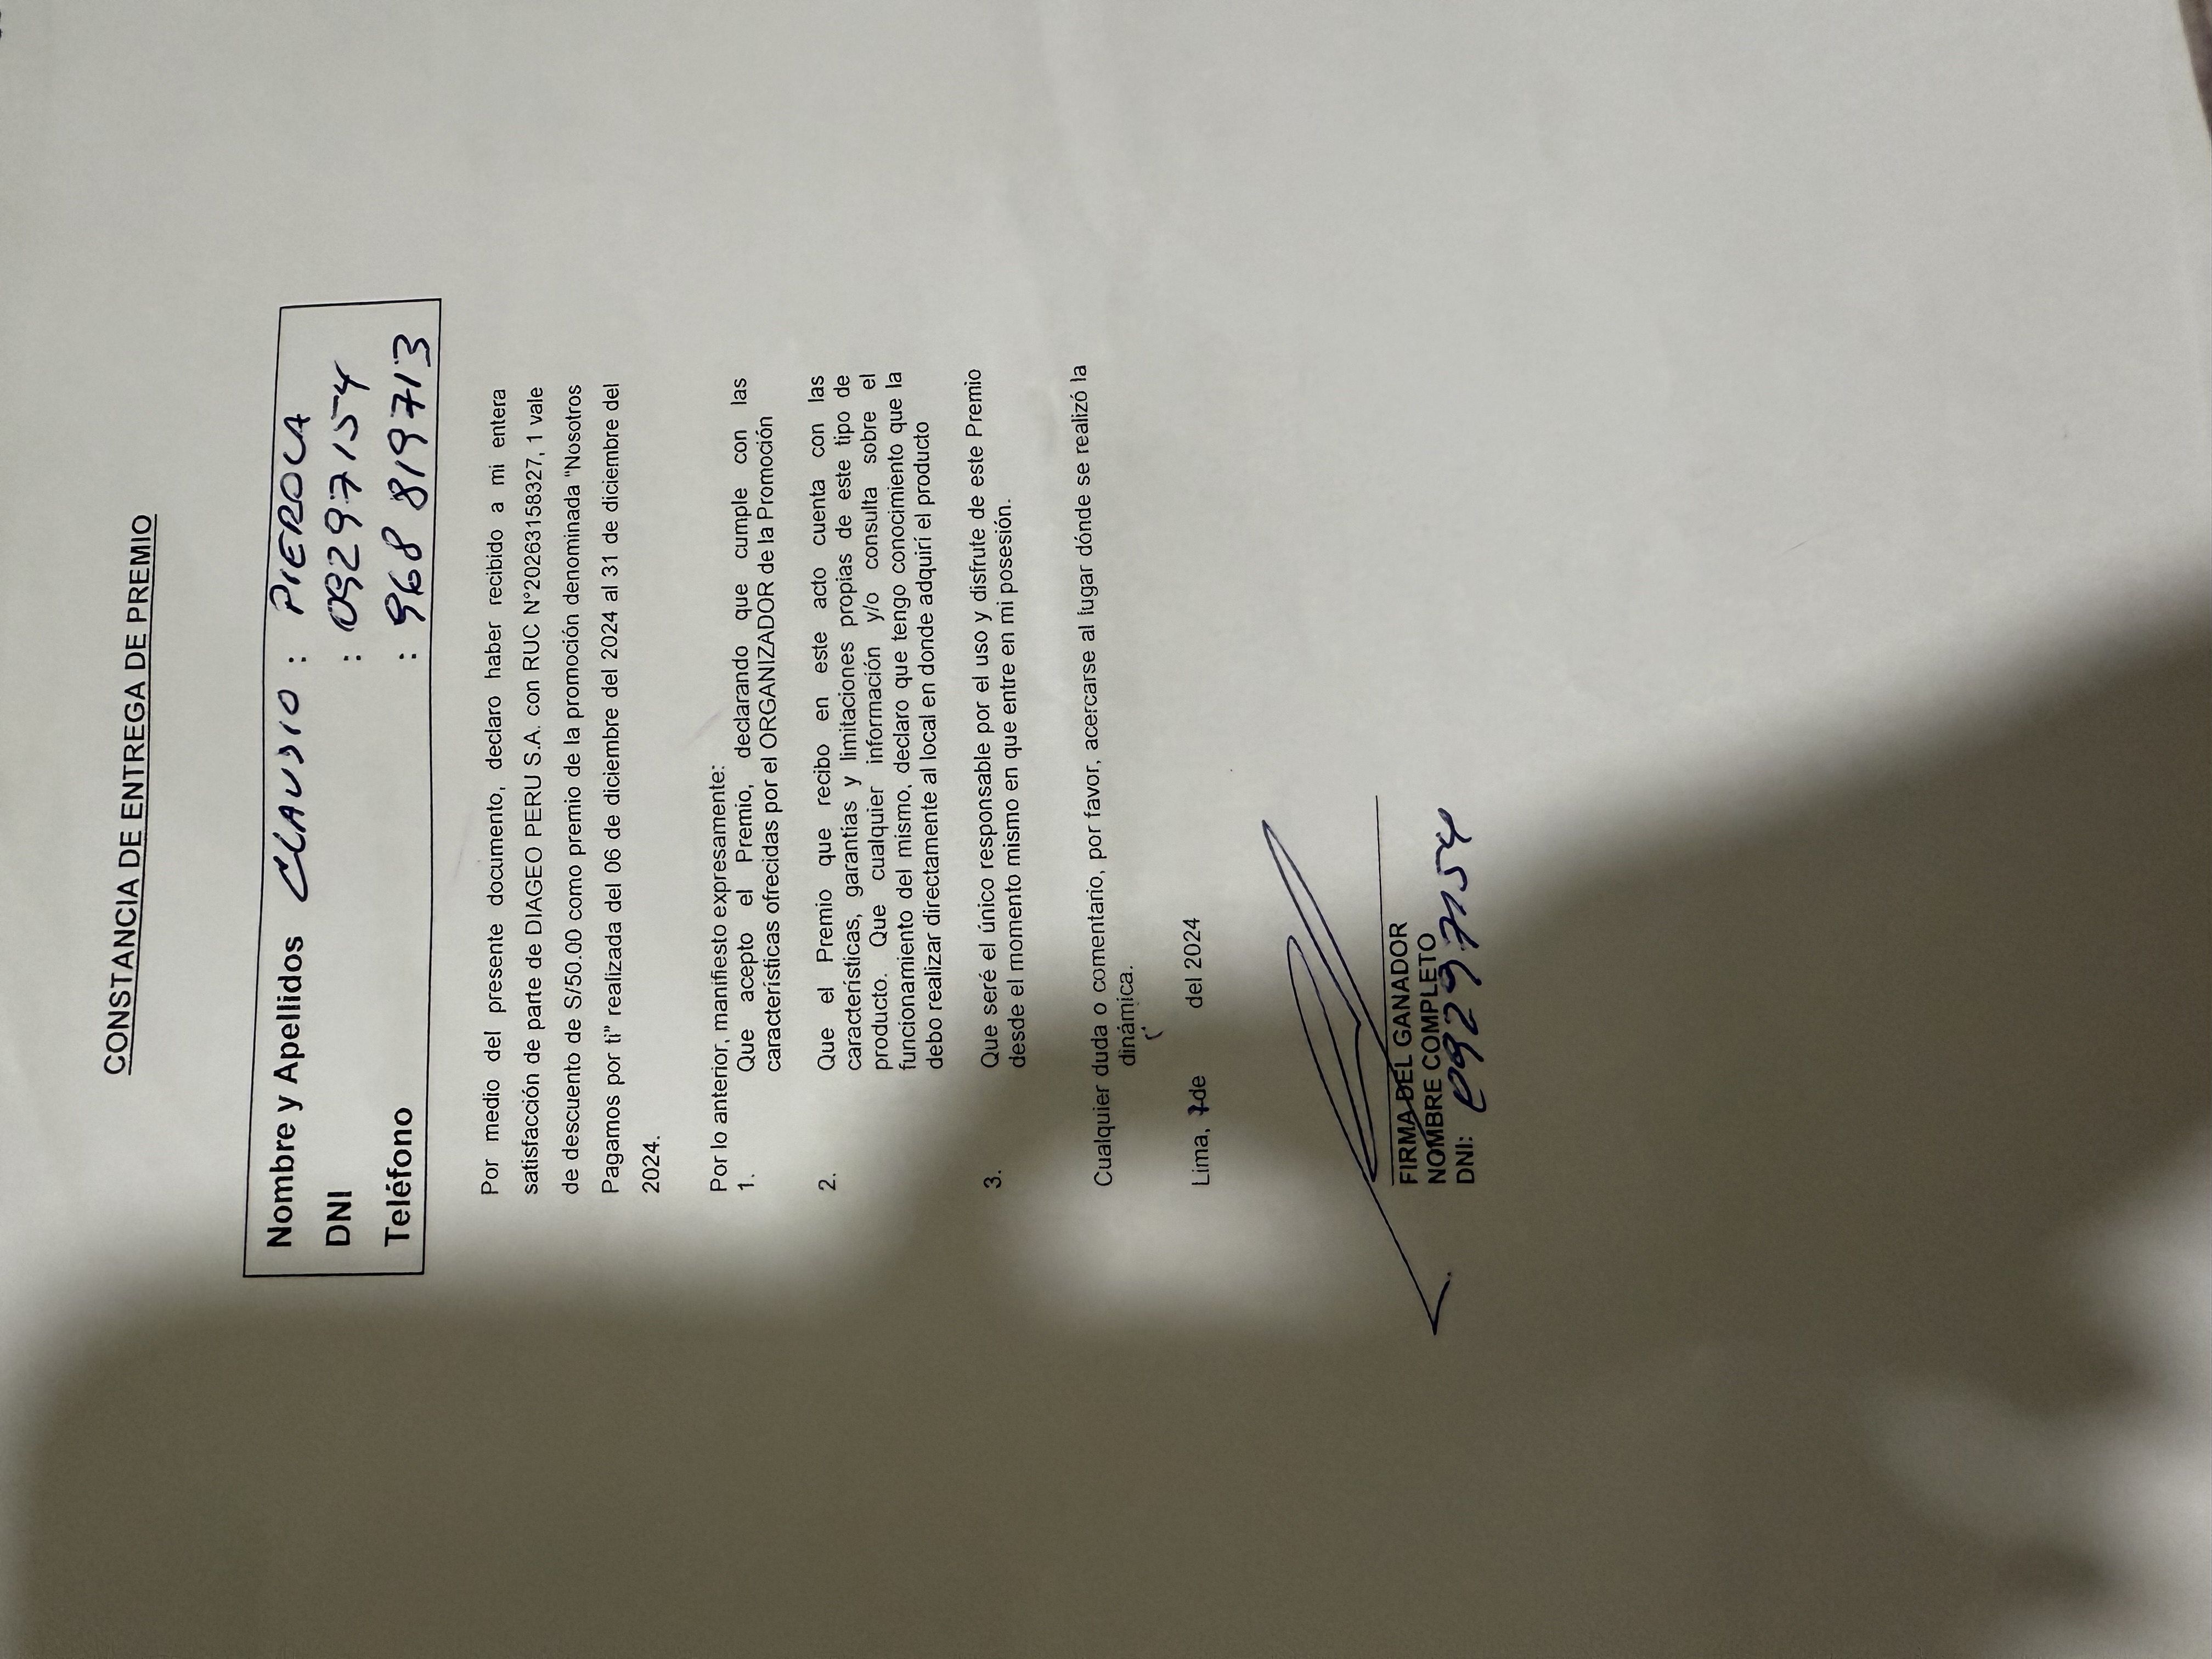 CONSTANCIA DE ENTREGA DE PREMIO
Nombre y Apellidos CLAUDIO : PIEROLA
DNI : 09297154
Teléfono : 968 819713
Por medio del presente documento, declaro haber recibido a mi entera
satisfacción de parte de DIAGEO PERU S.A. con RUC N°20263158327, 1 vale
de descuento de S/50.00 como premio de la promoción denominada “Nosotros
Pagamos por ti” realizada del 06 de diciembre del 2024 al 31 de diciembre del
2024.
Por lo anterior, manifiesto expresamente:
1. Que acepto el Premio, declarando que cumple con las
características ofrecidas por el ORGANIZADOR de la Promoción
2. Que el Premio que recibo en este acto cuenta con las
características, garantías y limitaciones propias de este tipo de
producto. Que cualquier información y/o consulta sobre el
funcionamiento del mismo, declaro que tengo conocimiento que la
debo realizar directamente al local en donde adquirí el producto
3. Que seré el único responsable por el uso y disfrute de este Premio
desde el momento mismo en que entre en mi posesión.
Cualquier duda o comentario, por favor, acercarse al lugar dónde se realizó la
dinámica.
Lima, 7 de del 2024
FIRMA DEL GANADOR
NOMBRE COMPLETO
DNI: 09297154